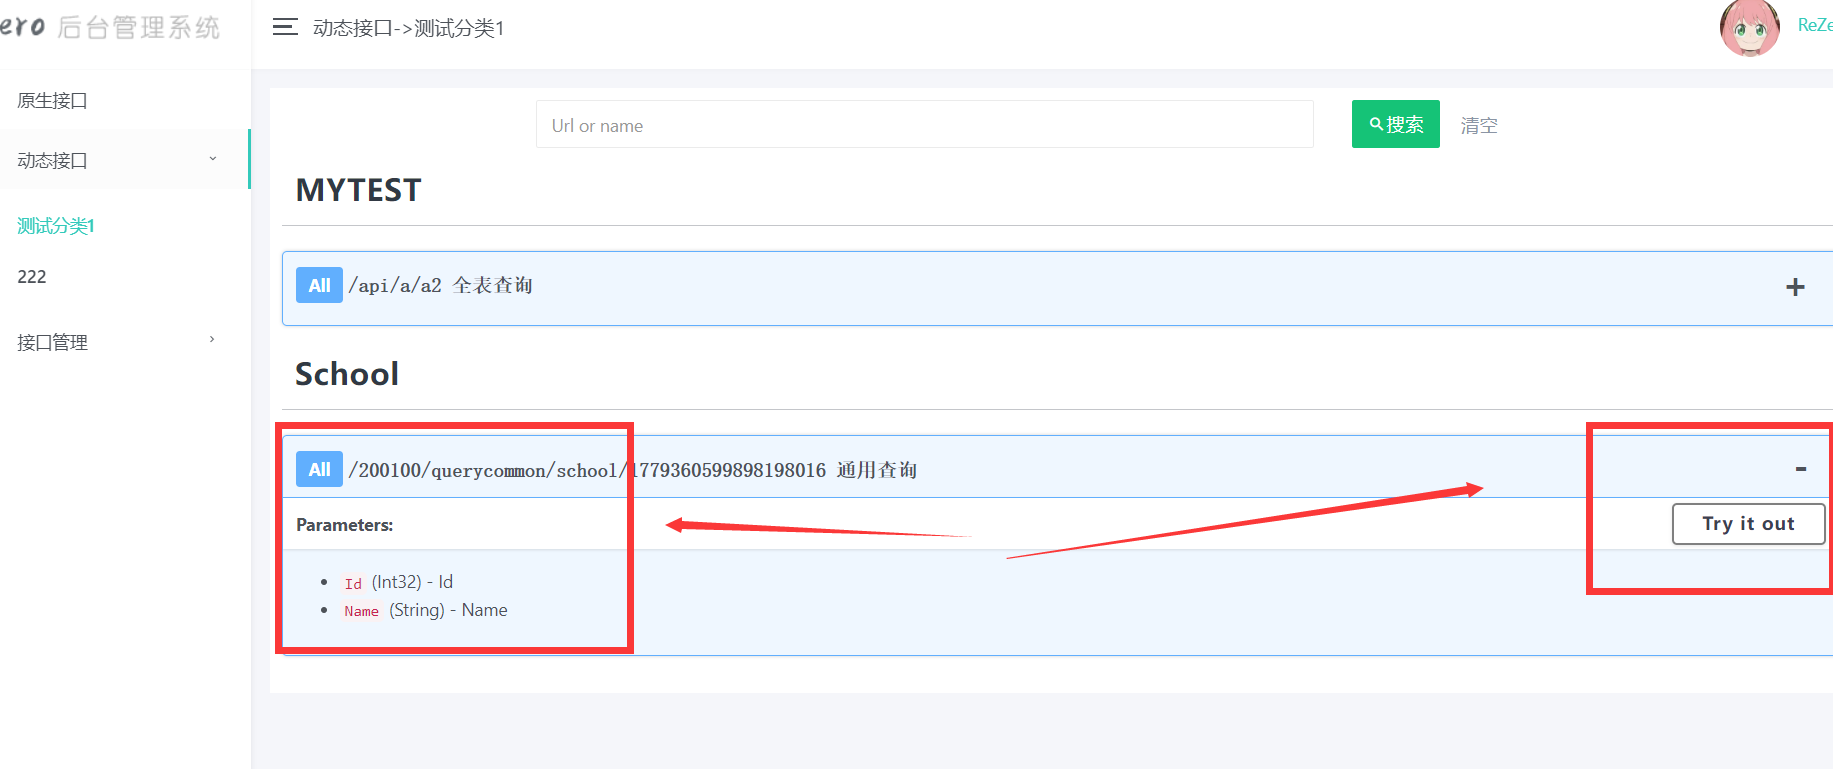 ero 后台管理系统
动态接口->测试分类1
ReZe
原生接口
动态接口
测试分类1
222
接口管理
Url or name
搜索
清空
MYTEST
All /api/a/a2 全表查询
+
School
All /200100/querycommon/school/1779360599898198016 通用查询
-
Parameters:
Try it out
Id (Int32) - Id
Name (String) - Name